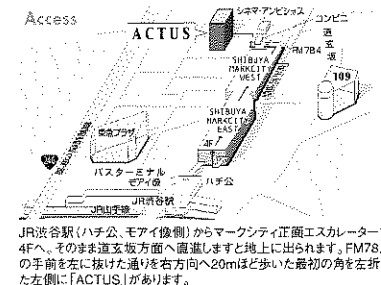 Access
シネマ・アンビシャス
コンビニ
ACTUS
道玄坂
FM784
SHIBUYA
MARKCITY
WEST
109
SHIBUYA
MARKCITY
EAST
東急プラザ
246
4F
バスターミナル
モアイ像
ハチ公
JR渋谷駅
JR山手線
JR渋谷駅(ハチ公、モアイ像側)からマークシティ正面エスカレーター
4Fへ。そのまま道玄坂方面へ直進しますと地上に出られます。FM78.
の手前を左に抜けた通りを右方向へ20mほど歩いた最初の角を左折
た左側に「ACTUS」があります。